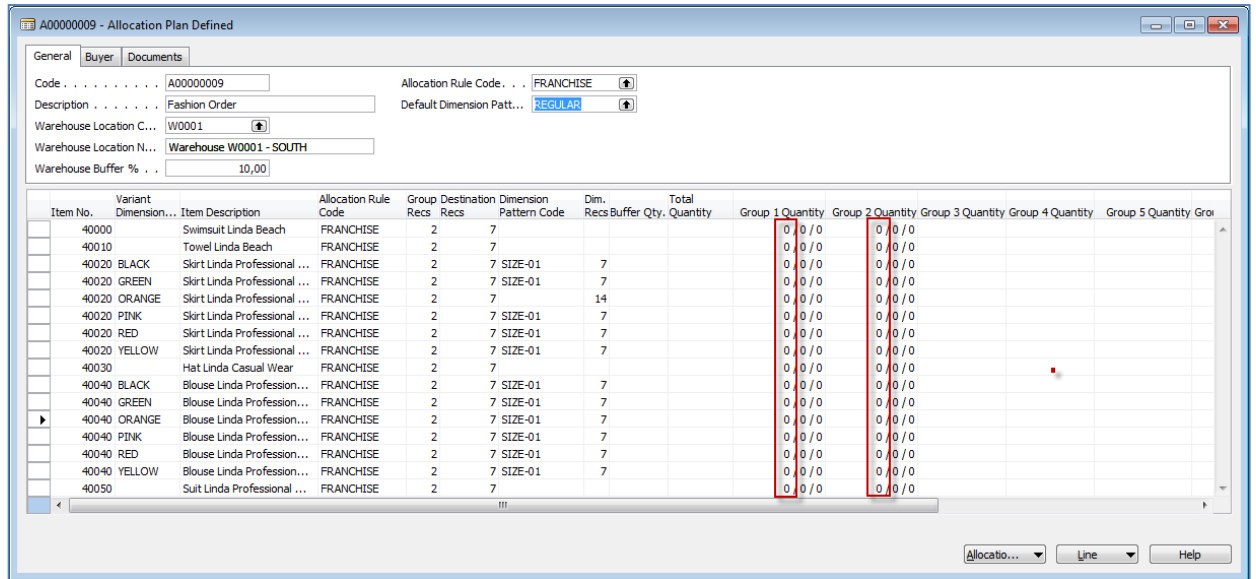 A00000009 - Allocation Plan Defined
General Buyer Documents
Code . . . . . . . . . . A00000009 Allocation Rule Code. . . FRANCHISE
Description . . . . . . . Fashion Order Default Dimension Patt... REGULAR
Warehouse Location C... W0001
Warehouse Location N... Warehouse W0001 - SOUTH
Warehouse Buffer % . . 10,00
Variant Allocation Rule Group Destination Dimension Dim. Total
Item No. Dimension... Item Description Code Recs Recs Pattern Code Recs Buffer Qty. Quantity Group 1 Quantity Group 2 Quantity Group 3 Quantity Group 4 Quantity Group 5 Quantity Grou
40000 Swimsuit Linda Beach FRANCHISE 2 7 0 / 0 / 0 0 / 0 / 0
40010 Towel Linda Beach FRANCHISE 2 7 0 / 0 / 0 0 / 0 / 0
40020 BLACK Skirt Linda Professional ... FRANCHISE 2 7 SIZE-01 7 0 / 0 / 0 0 / 0 / 0
40020 GREEN Skirt Linda Professional ... FRANCHISE 2 7 SIZE-01 7 0 / 0 / 0 0 / 0 / 0
40020 ORANGE Skirt Linda Professional ... FRANCHISE 2 7 14 0 / 0 / 0 0 / 0 / 0
40020 PINK Skirt Linda Professional ... FRANCHISE 2 7 SIZE-01 7 0 / 0 / 0 0 / 0 / 0
40020 RED Skirt Linda Professional ... FRANCHISE 2 7 SIZE-01 7 0 / 0 / 0 0 / 0 / 0
40020 YELLOW Skirt Linda Professional ... FRANCHISE 2 7 SIZE-01 7 0 / 0 / 0 0 / 0 / 0
40030 Hat Linda Casual Wear FRANCHISE 2 7 0 / 0 / 0 0 / 0 / 0
40040 BLACK Blouse Linda Profession... FRANCHISE 2 7 SIZE-01 7 0 / 0 / 0 0 / 0 / 0
40040 GREEN Blouse Linda Profession... FRANCHISE 2 7 SIZE-01 7 0 / 0 / 0 0 / 0 / 0
40040 ORANGE Blouse Linda Profession... FRANCHISE 2 7 SIZE-01 7 0 / 0 / 0 0 / 0 / 0
40040 PINK Blouse Linda Profession... FRANCHISE 2 7 SIZE-01 7 0 / 0 / 0 0 / 0 / 0
40040 RED Blouse Linda Profession... FRANCHISE 2 7 SIZE-01 7 0 / 0 / 0 0 / 0 / 0
40040 YELLOW Blouse Linda Profession... FRANCHISE 2 7 SIZE-01 7 0 / 0 / 0 0 / 0 / 0
40050 Suit Linda Professional ... FRANCHISE 2 7 0 / 0 / 0 0 / 0 / 0
Allocatio... Line Help